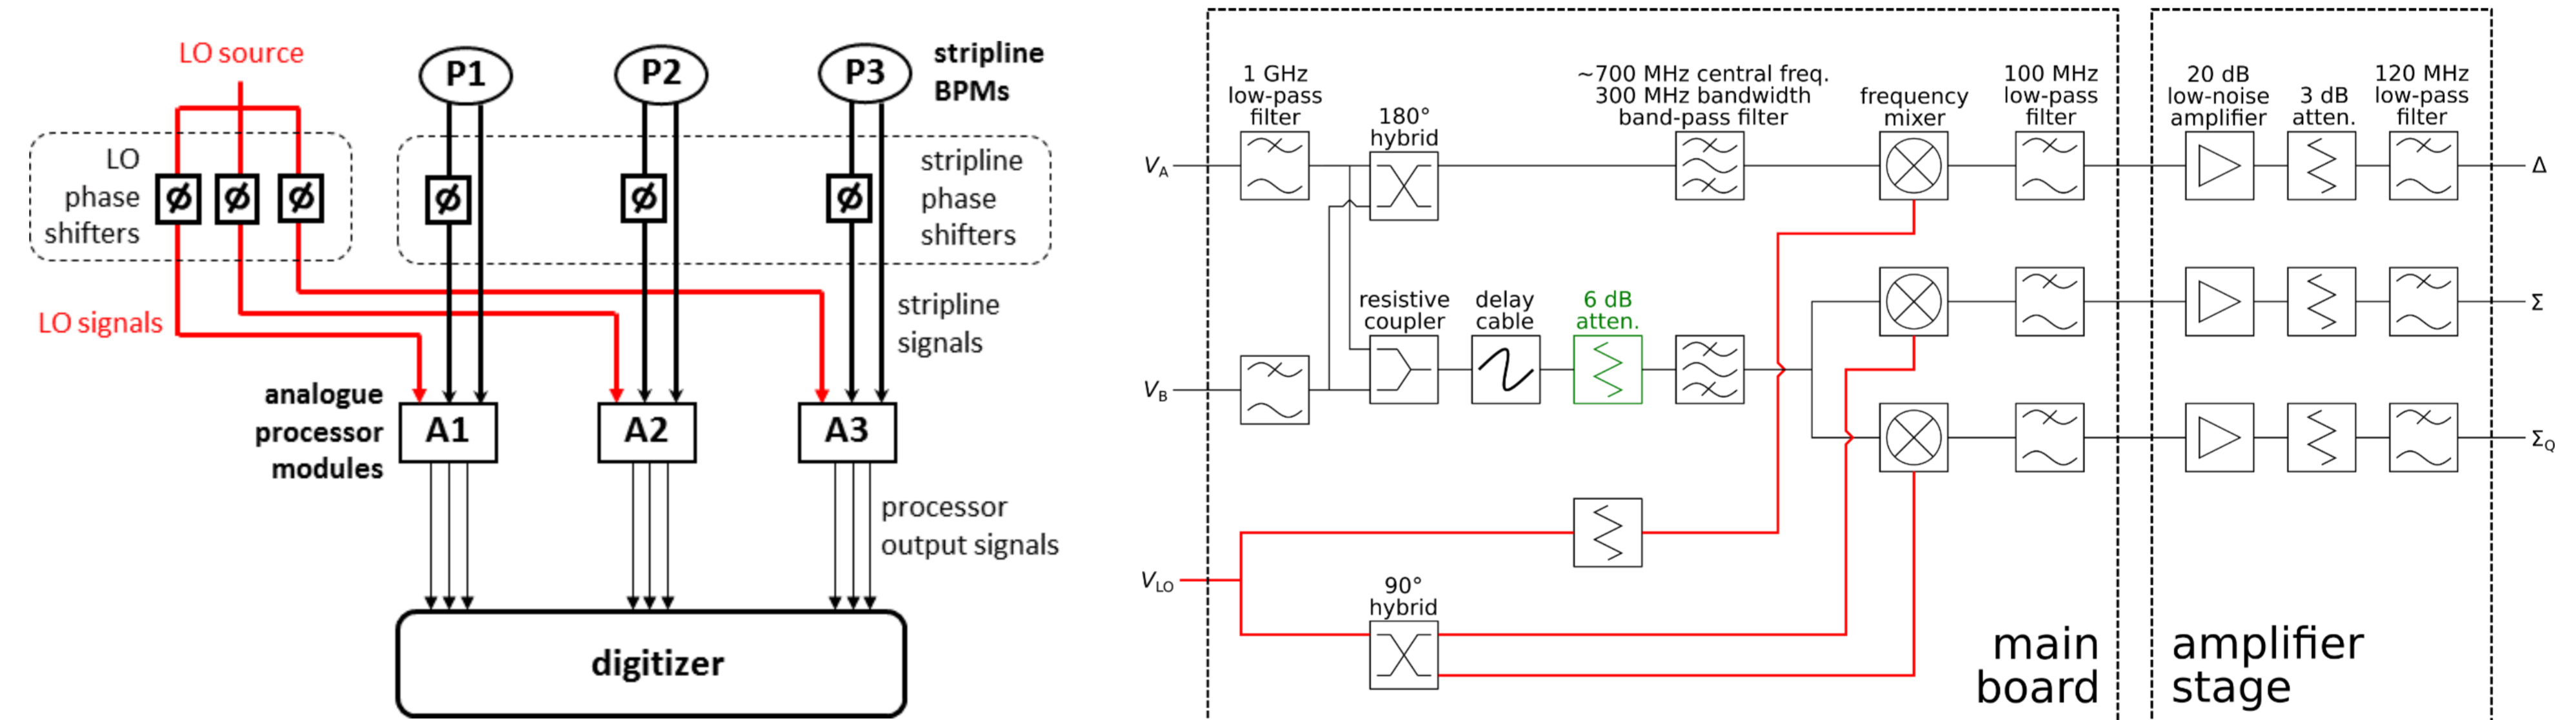 LO source
P1
P2
P3
stripline
BPMs
LO
phase
shifters
ϕ
ϕ
ϕ
ϕ
ϕ
ϕ
stripline
phase
shifters
LO signals
stripline
signals
analogue
processor
modules
A1
A2
A3
processor
output signals
digitizer
1 GHz
low-pass
filter
180°
hybrid
~700 MHz central freq.
300 MHz bandwidth
band-pass filter
frequency
mixer
100 MHz
low-pass
filter
20 dB
low-noise
amplifier
3 dB
atten.
120 MHz
low-pass
filter
V_A
Δ
resistive
coupler
delay
cable
6 dB
atten.
Σ
V_B
Σ_Q
V_LO
90°
hybrid
main
board
amplifier
stage